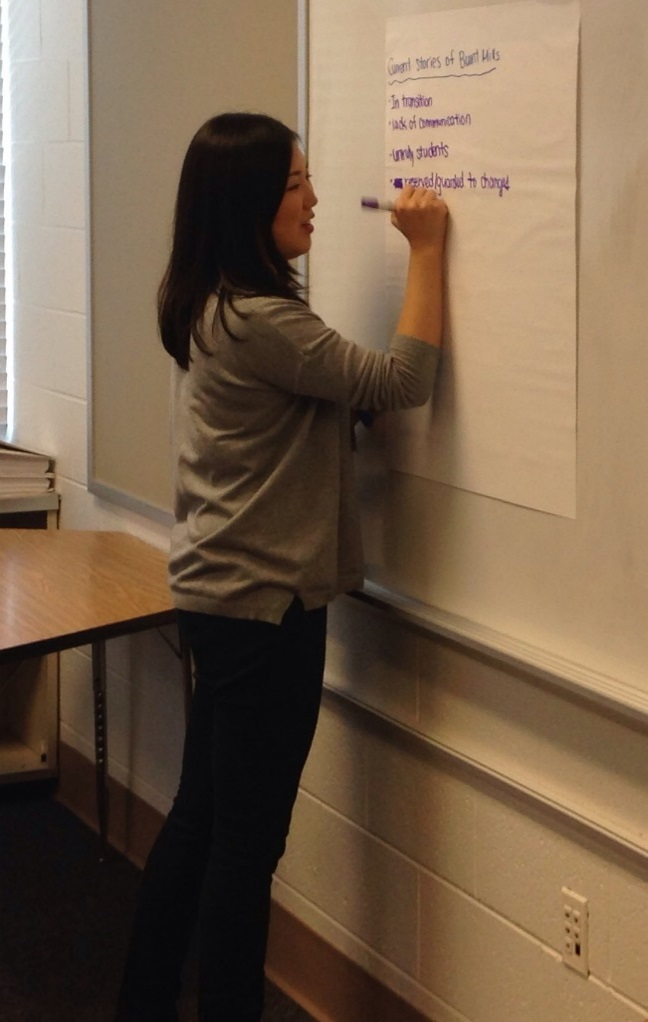 Current Stories of Burnt Hills
· In transition
· lack of communication
- unruly students
· reserved/guarded to changes